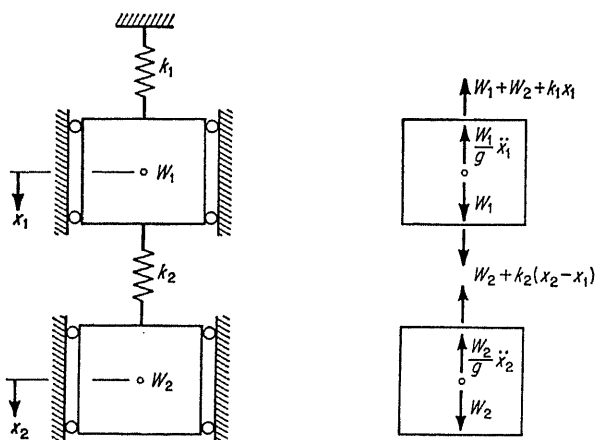 k₁
W₁
x₁
k₂
W₂
x₂
W₁+W₂+k₁x₁
W₁/g ẍ₁
W₁
W₂+k₂(x₂−x₁)
W₂/g ẍ₂
W₂